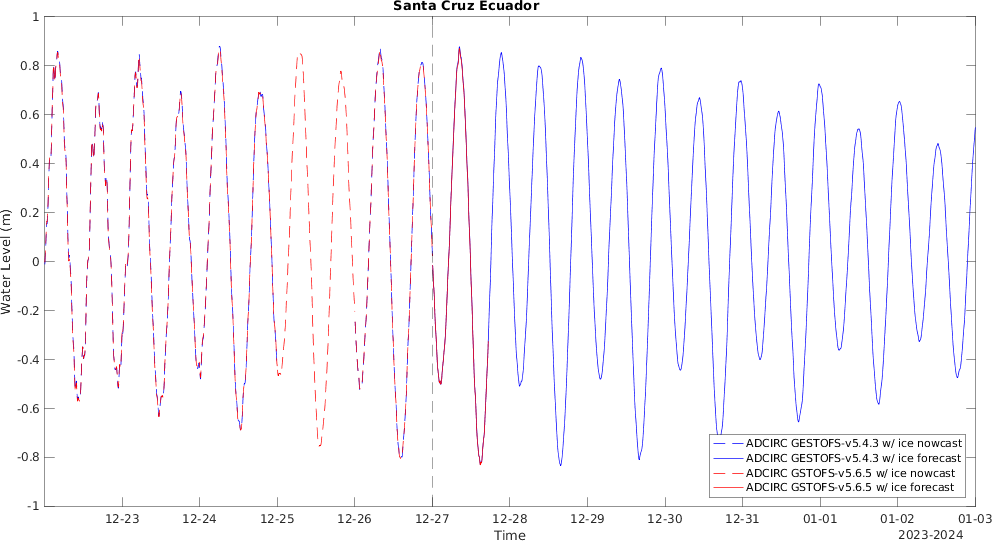 Santa Cruz Ecuador
1
0.8
0.6
0.4
0.2
0
-0.2
-0.4
-0.6
-0.8
-1
Water Level (m)
ADCIRC GESTOFS-v5.4.3 w/ ice nowcast
ADCIRC GESTOFS-v5.4.3 w/ ice forecast
ADCIRC GSTOFS-v5.6.5 w/ ice nowcast
ADCIRC GSTOFS-v5.6.5 w/ ice forecast
12-23 12-24 12-25 12-26 12-27 12-28 12-29 12-30 12-31 01-01 01-02 01-03
Time
2023-2024